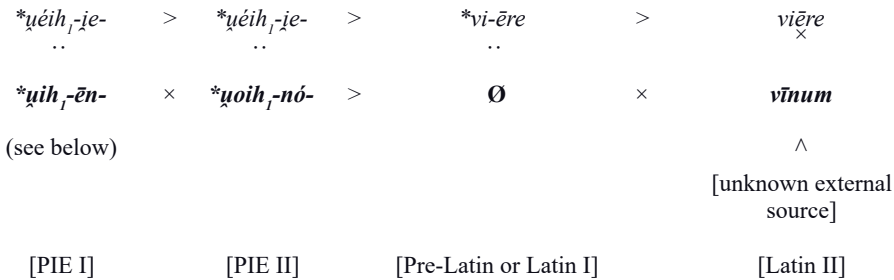 *u̯éih₁-i̯e- > *u̯éih₁-i̯e- > *vi-ēre > viēre
·· ·· ·· ×
*u̯ih₁-ēn- × *u̯oih₁-nó- > Ø × vīnum
(see below) ^
[unknown external
source]
[PIE I] [PIE II] [Pre-Latin or Latin I] [Latin II]